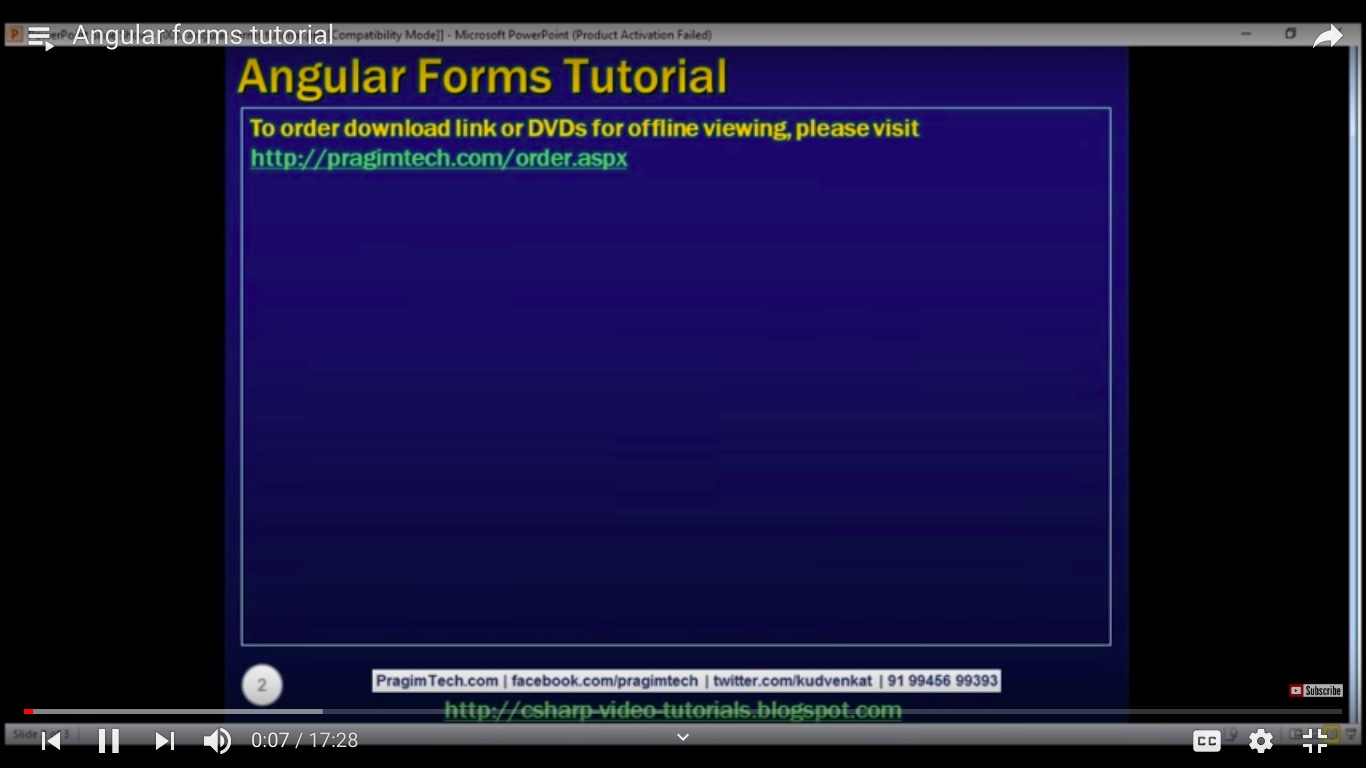 Angular forms tutorial
Compatibility Mode]] - Microsoft PowerPoint (Product Activation Failed)
Angular Forms Tutorial
To order download link or DVDs for offline viewing, please visit
http://pragimtech.com/order.aspx
2
PragimTech.com | facebook.com/pragimtech | twitter.com/kudvenkat | 91 99456 99393
Subscribe
http://csharp-video-tutorials.blogspot.com
Slide
0:07 / 17:28
CC